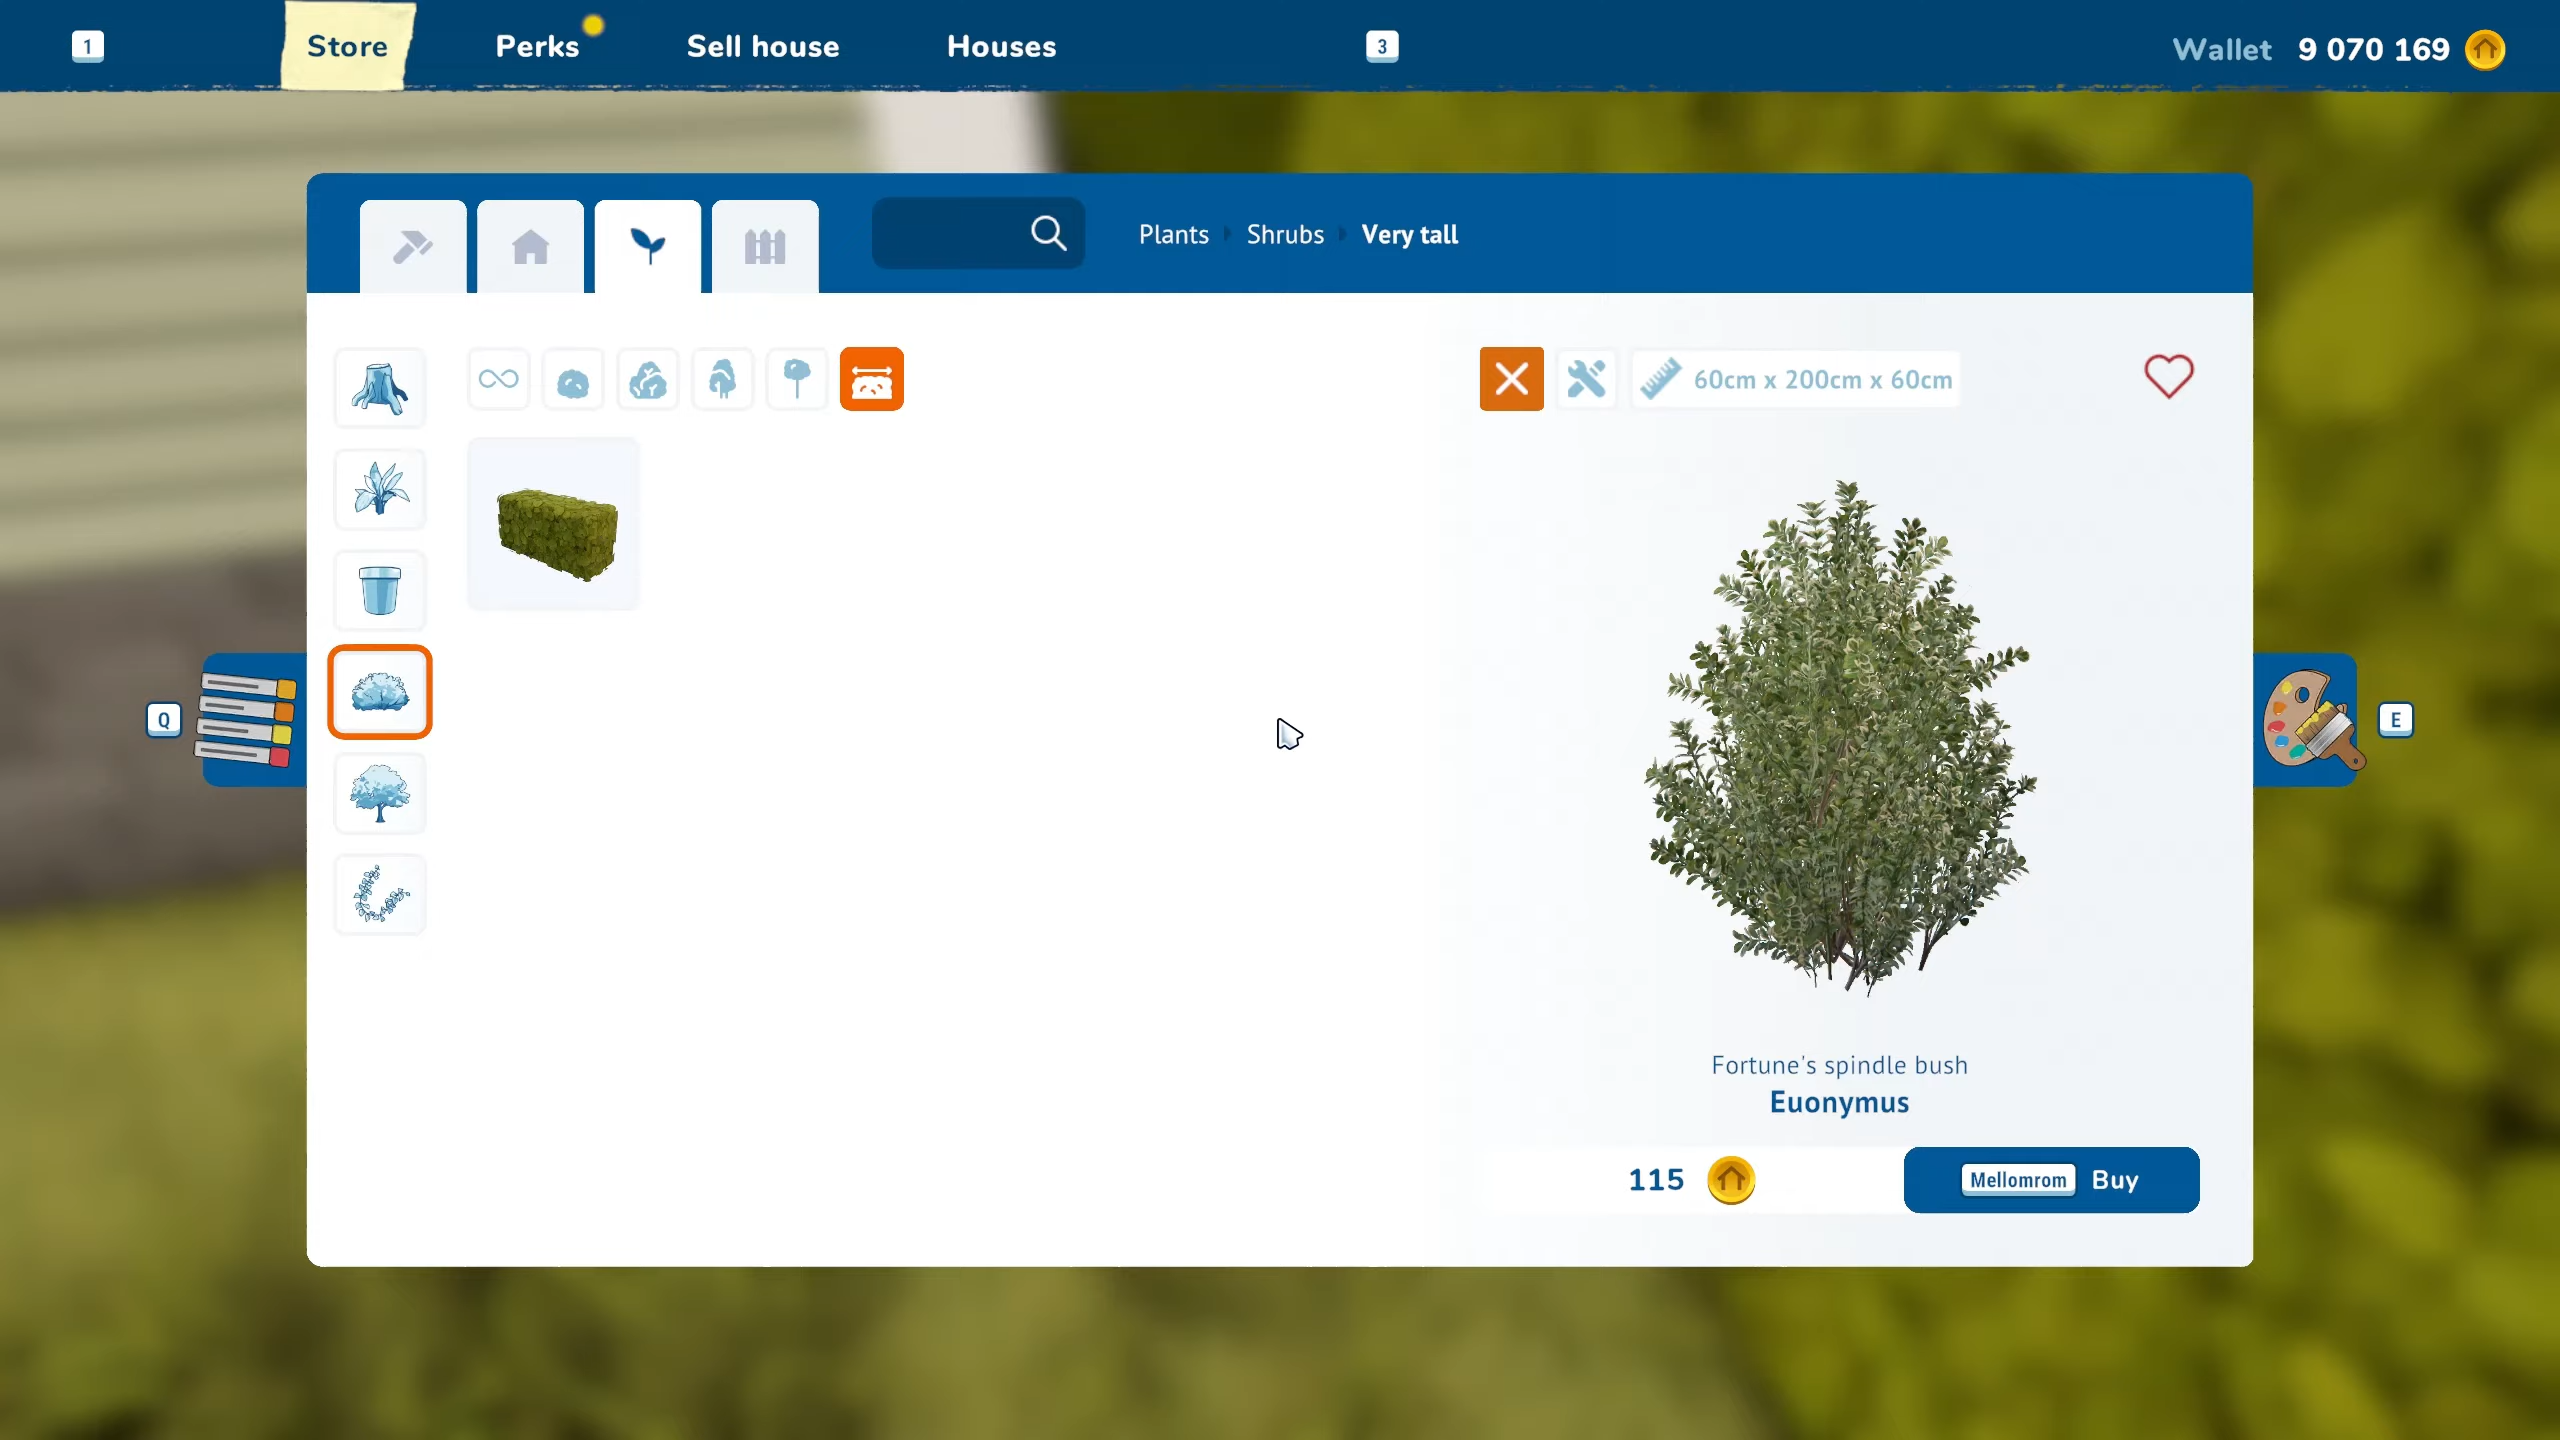 1
Store
Perks
Sell house
Houses
3
Wallet 9 070 169
Plants
Shrubs
Very tall
60cm x 200cm x 60cm
Q
E
Fortune's spindle bush
Euonymus
115
Mellomrom Buy